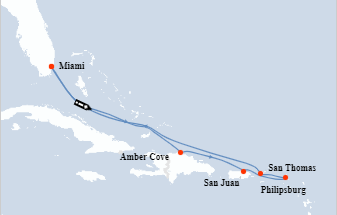 Miami
Amber Cove
San Thomas
San Juan
Philipsburg